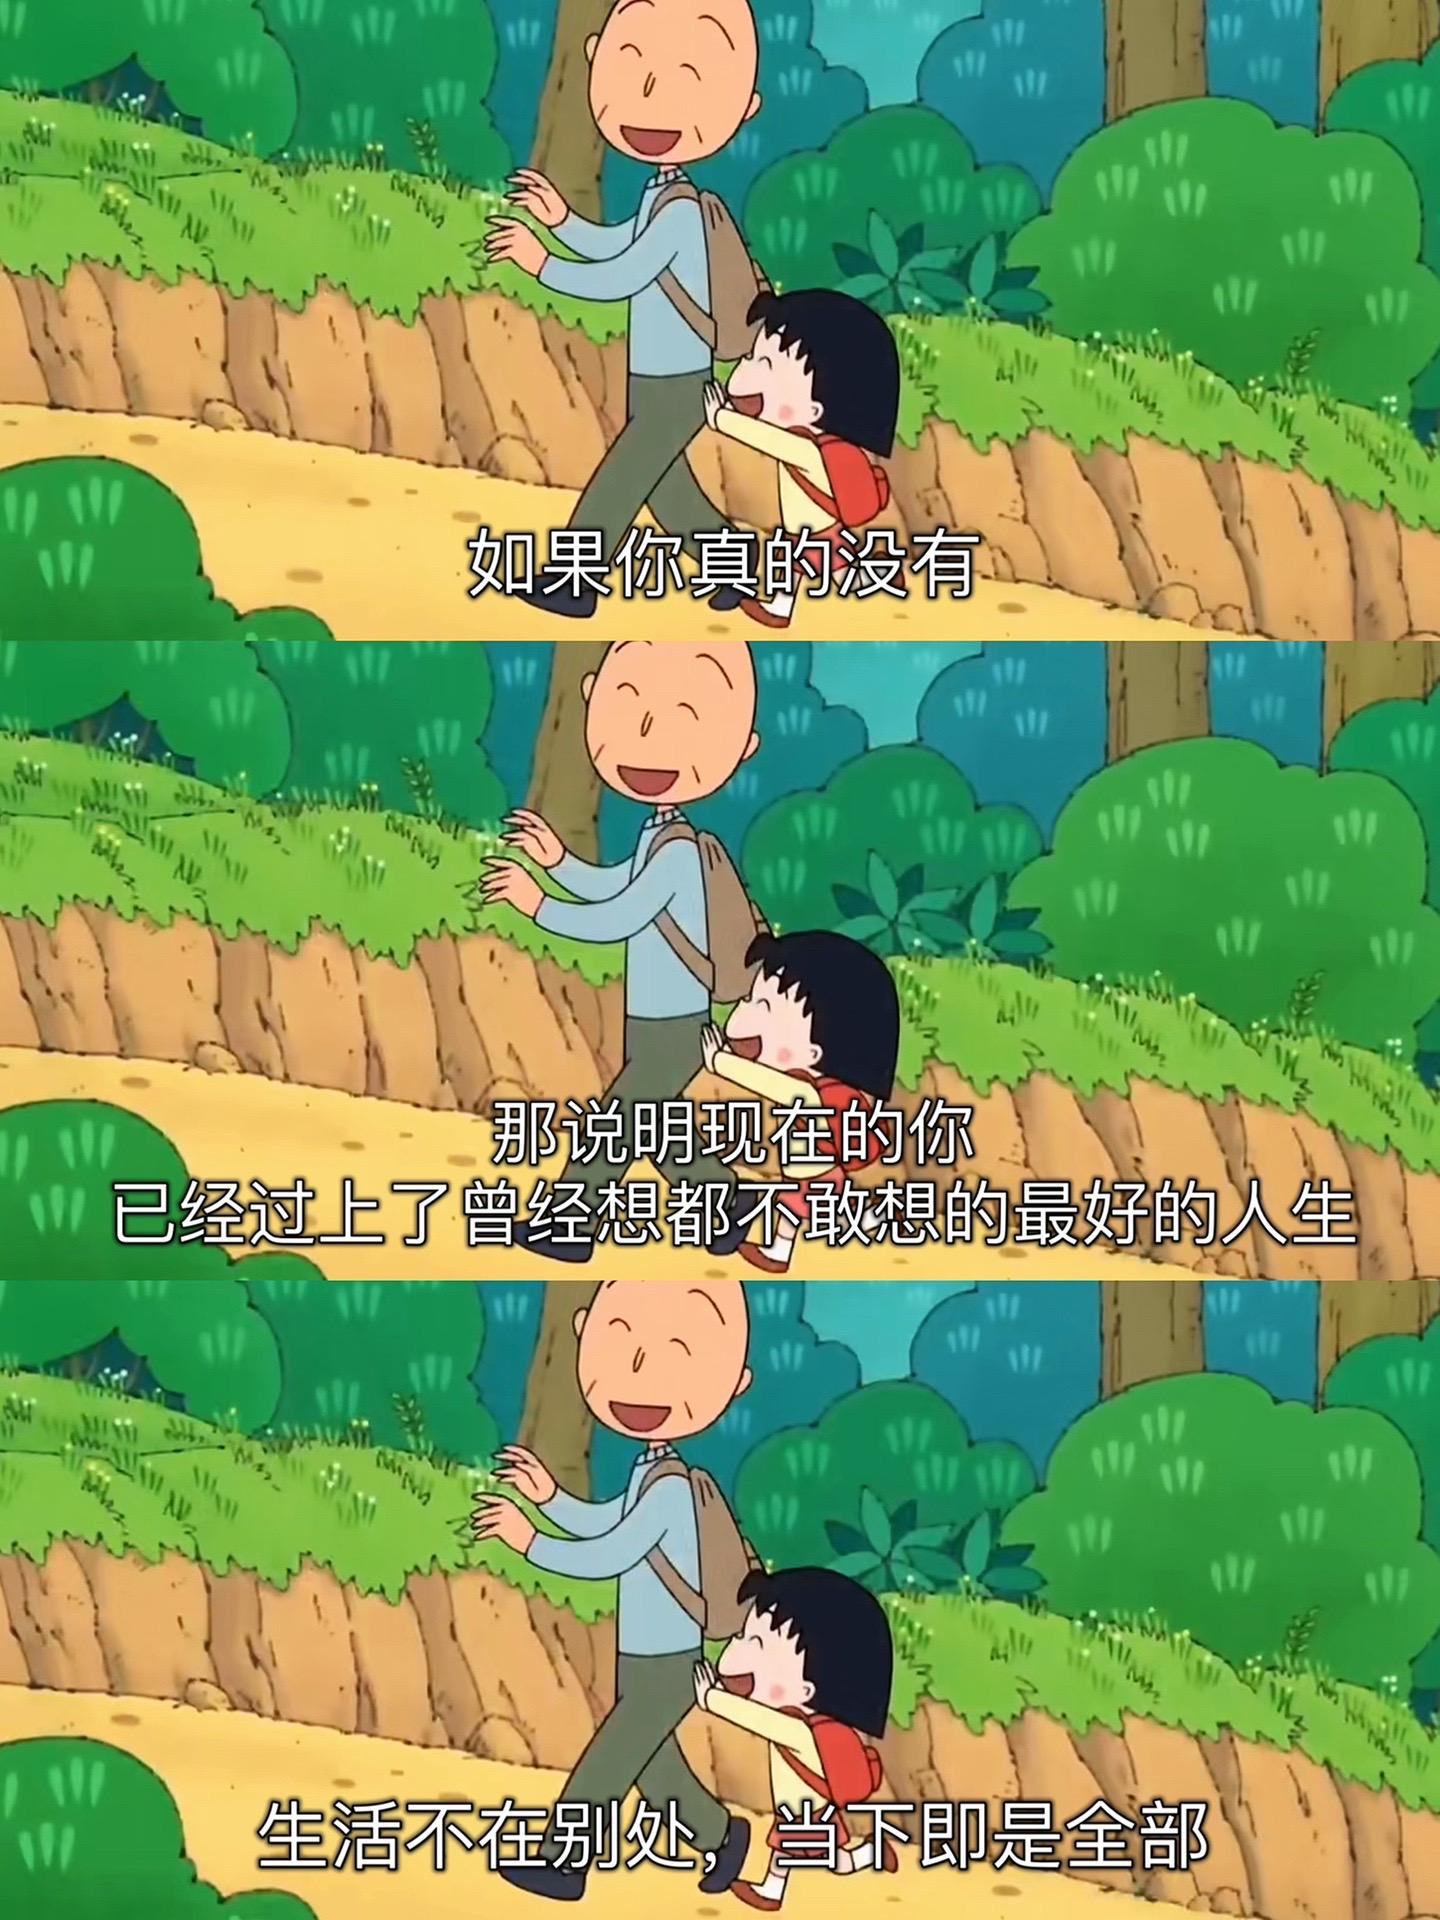 如果你真的没有
那说明现在的你
已经过上了曾经想都不敢想的最好的人生
生活不在别处，当下即是全部